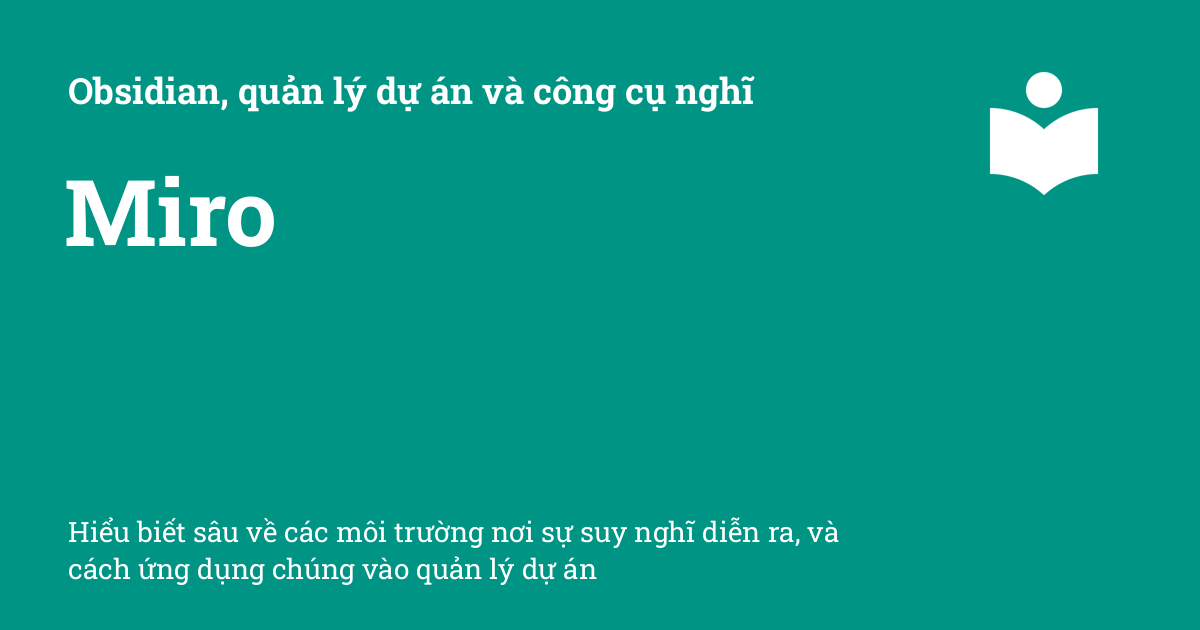 Obsidian, quản lý dự án và công cụ nghĩ
Miro
Hiểu biết sâu về các môi trường nơi sự suy nghĩ diễn ra, và
cách ứng dụng chúng vào quản lý dự án